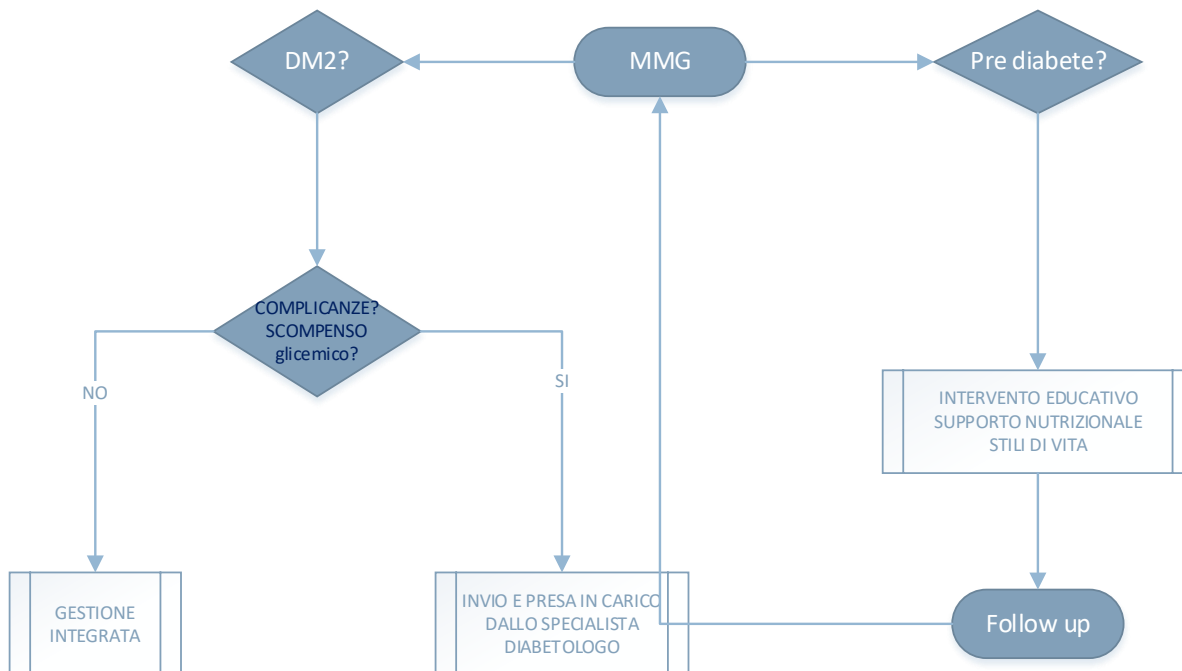 DM2?
MMG
Pre diabete?
COMPLICANZE?
SCOMPENSO
glicemico?
NO
SI
INTERVENTO EDUCATIVO
SUPPORTO NUTRIZIONALE
STILI DI VITA
GESTIONE
INTEGRATA
INVIO E PRESA IN CARICO
DALLO SPECIALISTA
DIABETOLOGO
Follow up